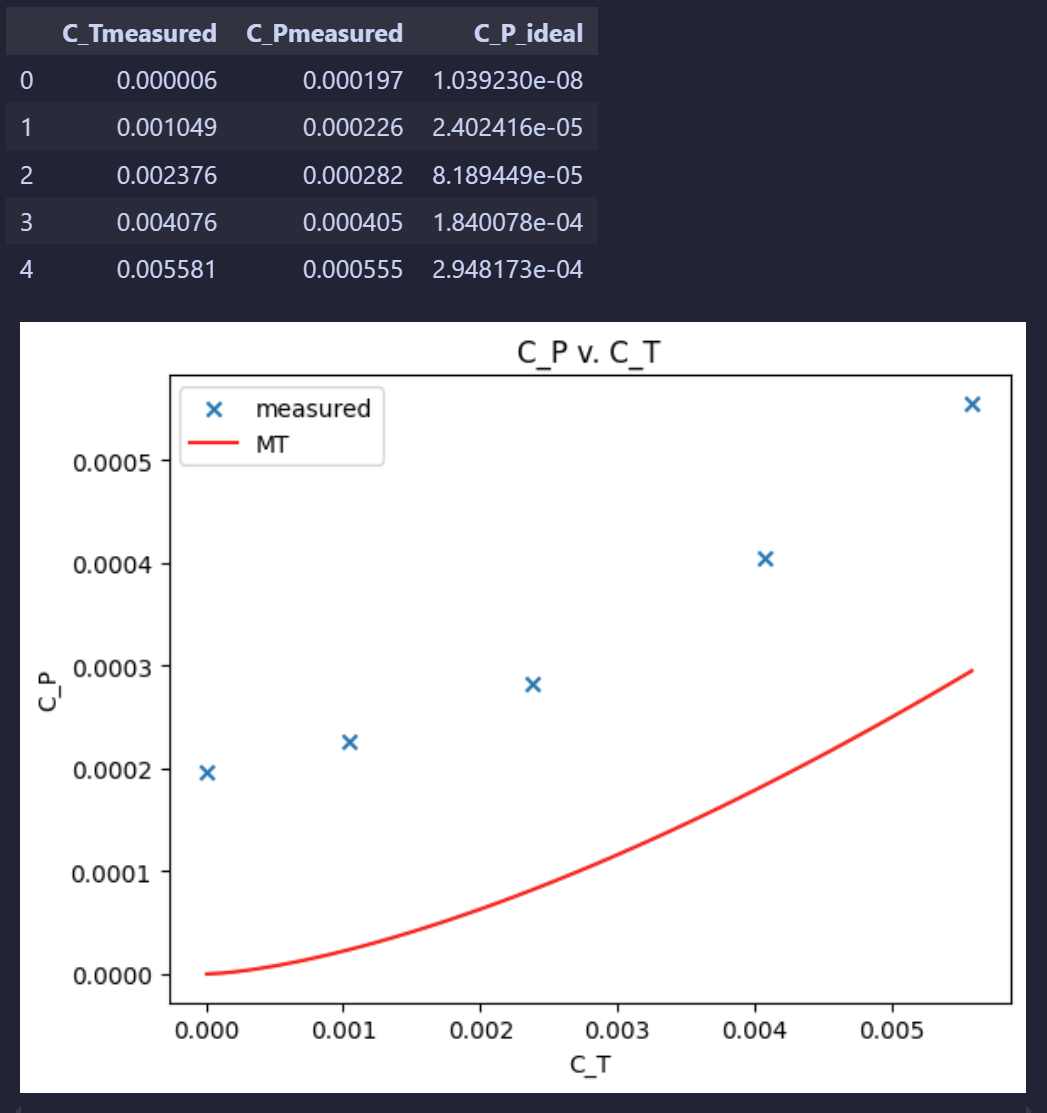 C_Tmeasured C_Pmeasured C_P_ideal
0 0.000006 0.000197 1.039230e-08
1 0.001049 0.000226 2.402416e-05
2 0.002376 0.000282 8.189449e-05
3 0.004076 0.000405 1.840078e-04
4 0.005581 0.000555 2.948173e-04
C_P v. C_T
measured
MT
0.0005
0.0004
0.0003
0.0002
0.0001
0.0000
C_P
0.000 0.001 0.002 0.003 0.004 0.005
C_T